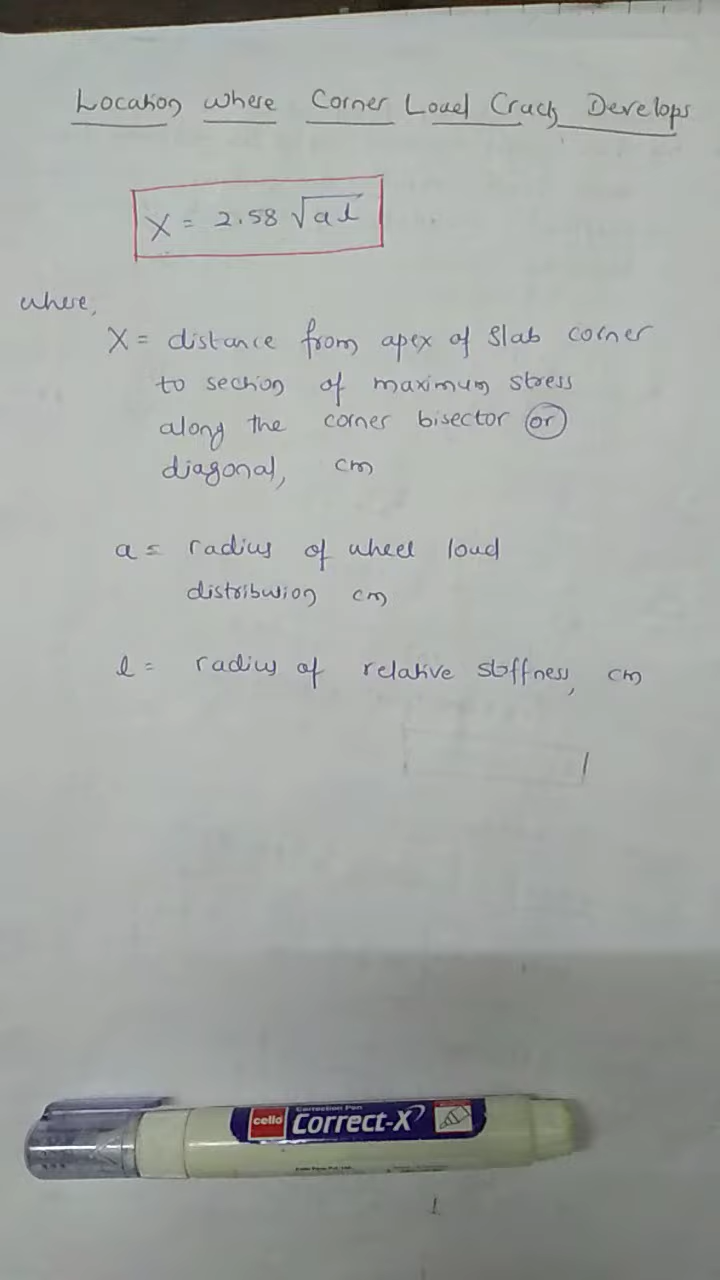 Location where Corner Load Crack Develops
X = 2.58 √al
where,
X = distance from apex of slab corner
to section of maximum stress
along the corner bisector or
diagonal, cm
a = radius of wheel load
distribution cm
l = radius of relative stiffness, cm
Correction Pen
cello Correct-X